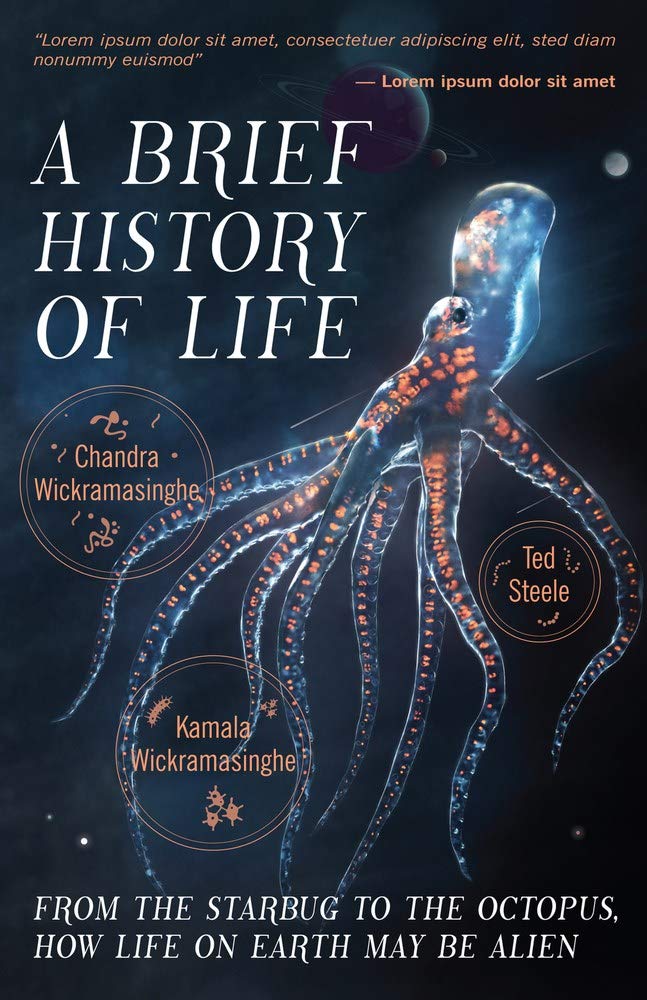 “Lorem ipsum dolor sit amet, consectetuer adipiscing elit, sted diam
nonummy euismod”
— Lorem ipsum dolor sit amet
A BRIEF
HISTORY
OF LIFE
Chandra
Wickramasinghe
Ted
Steele
Kamala
Wickramasinghe
FROM THE STARBUG TO THE OCTOPUS,
HOW LIFE ON EARTH MAY BE ALIEN